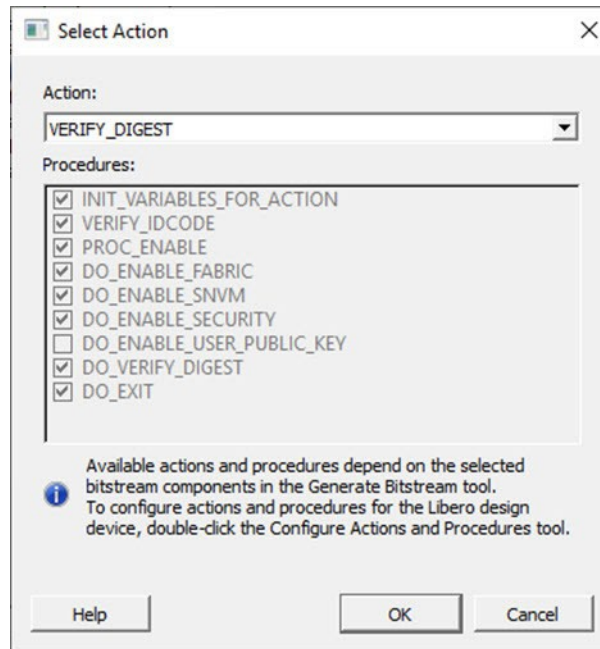 Select Action
Action:
VERIFY_DIGEST
Procedures:
INIT_VARIABLES_FOR_ACTION
VERIFY_IDCODE
PROC_ENABLE
DO_ENABLE_FABRIC
DO_ENABLE_SNVM
DO_ENABLE_SECURITY
DO_ENABLE_USER_PUBLIC_KEY
DO_VERIFY_DIGEST
DO_EXIT
Available actions and procedures depend on the selected
bitstream components in the Generate Bitstream tool.
To configure actions and procedures for the Libero design
device, double-click the Configure Actions and Procedures tool.
Help OK Cancel